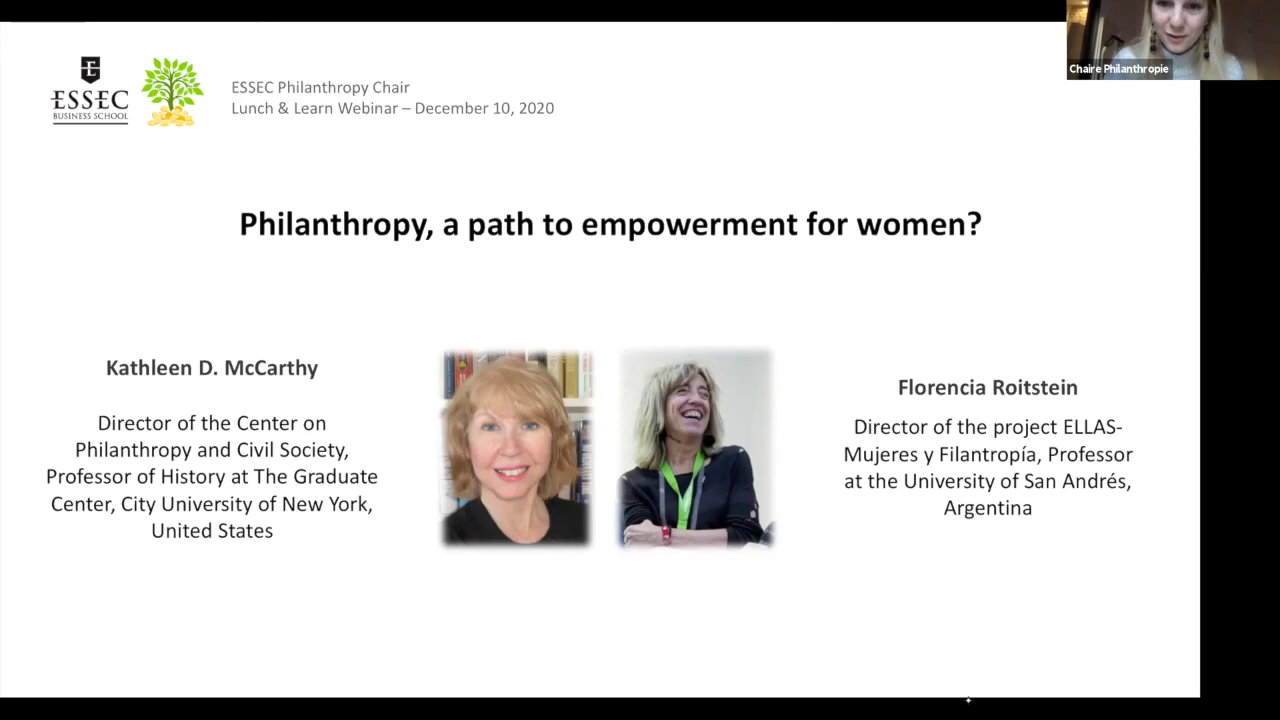 ESSEC
BUSINESS SCHOOL
ESSEC Philanthropy Chair
Lunch & Learn Webinar – December 10, 2020
Chaire Philanthropie
Philanthropy, a path to empowerment for women?
Kathleen D. McCarthy
Director of the Center on
Philanthropy and Civil Society,
Professor of History at The Graduate
Center, City University of New York,
United States
Florencia Roitstein
Director of the project ELLAS-
Mujeres y Filantropía, Professor
at the University of San Andrés,
Argentina